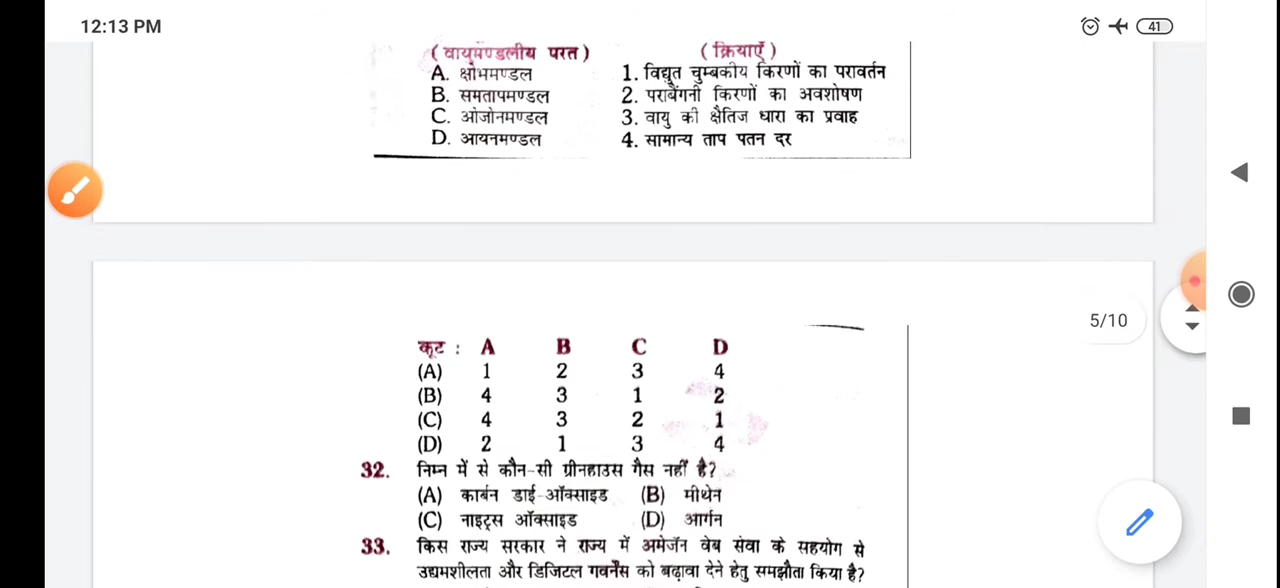 12:13 PM
41
(वायुमण्डलीय परत) (क्रियाएँ)
A. क्षोभमण्डल 1. विद्युत चुम्बकीय किरणों का परावर्तन
B. समतापमण्डल 2. पराबैंगनी किरणों का अवशोषण
C. ओजोनमण्डल 3. वायु की क्षैतिज धारा का प्रवाह
D. आयनमण्डल 4. सामान्य ताप पतन दर
5/10
कूट : A B C D
(A) 1 2 3 4
(B) 4 3 1 2
(C) 4 3 2 1
(D) 2 1 3 4
32. निम्न में से कौन-सी ग्रीनहाउस गैस नहीं है?
(A) कार्बन डाई-ऑक्साइड (B) मीथेन
(C) नाइट्रस ऑक्साइड (D) आर्गन
33. किस राज्य सरकार ने राज्य में अमेजॅन वेब सेवा के सहयोग से
उद्यमशीलता और डिजिटल गवर्नेंस को बढ़ावा देने हेतु समझौता किया है?